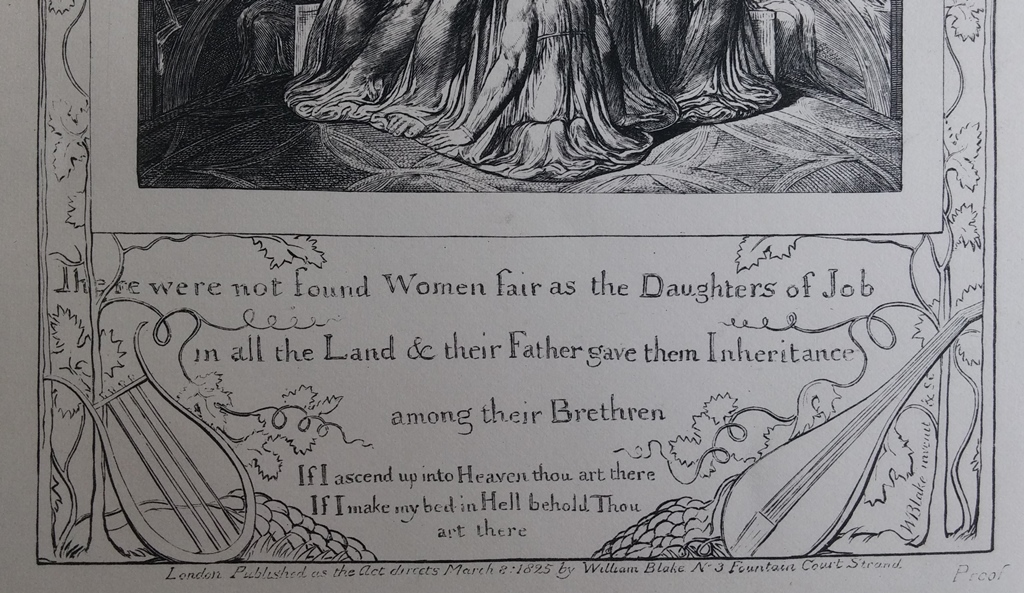 There were not found Women fair as the Daughters of Job
in all the Land & their Father gave them Inheritance
among their Brethren
If I ascend up into Heaven thou art there
If I make my bed in Hell behold Thou
art there
WBlake invenit & sc
London Published as the Act directs March 8: 1825 by William Blake No 3 Fountain Court Strand
Proof